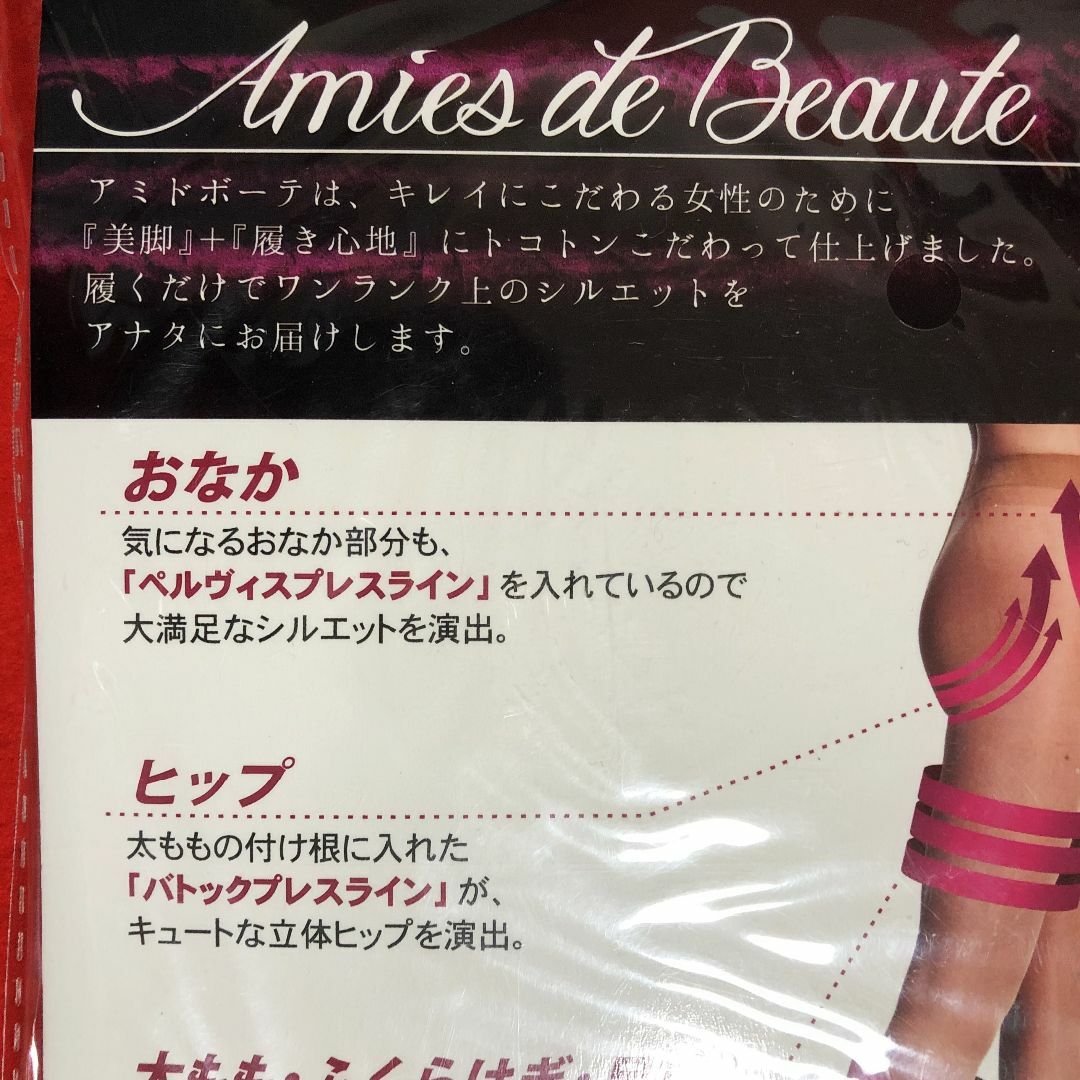 Amies de Beaute
アミドボーテは、キレイにこだわる女性のために
『美脚』+『履き心地』にトコトンこだわって仕上げました。
履くだけでワンランク上のシルエットを
アナタにお届けします。
おなか
気になるおなか部分も、
「ペルヴィスプレスライン」を入れているので
大満足なシルエットを演出。
ヒップ
太ももの付け根に入れた
「バトックプレスライン」が、
キュートな立体ヒップを演出。
太もも・ふくらはぎ・